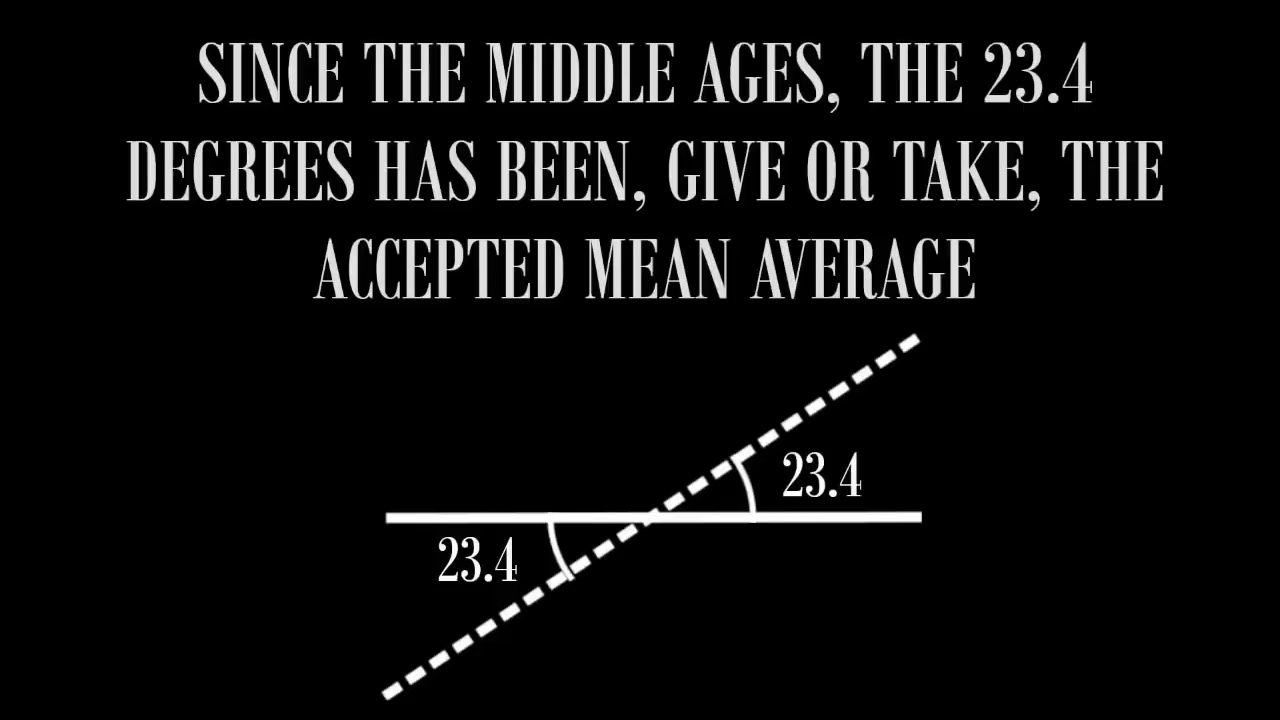 SINCE THE MIDDLE AGES, THE 23.4
DEGREES HAS BEEN, GIVE OR TAKE, THE
ACCEPTED MEAN AVERAGE
23.4
23.4